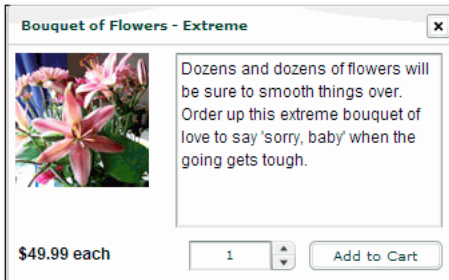 Bouquet of Flowers - Extreme
Dozens and dozens of flowers will
be sure to smooth things over.
Order up this extreme bouquet of
love to say 'sorry, baby' when the
going gets tough.
$49.99 each
1
Add to Cart